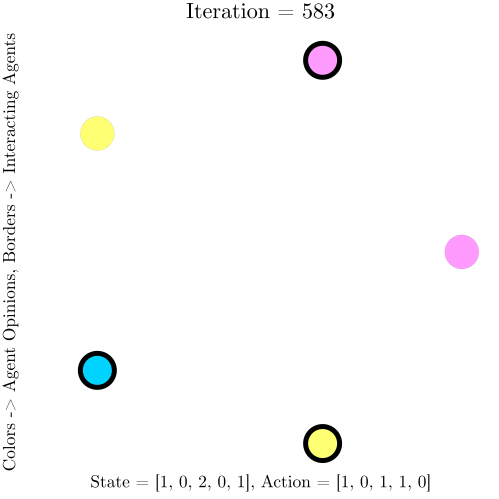 Iteration = 583
Colors -> Agent Opinions, Borders -> Interacting Agents
State = [1, 0, 2, 0, 1], Action = [1, 0, 1, 1, 0]